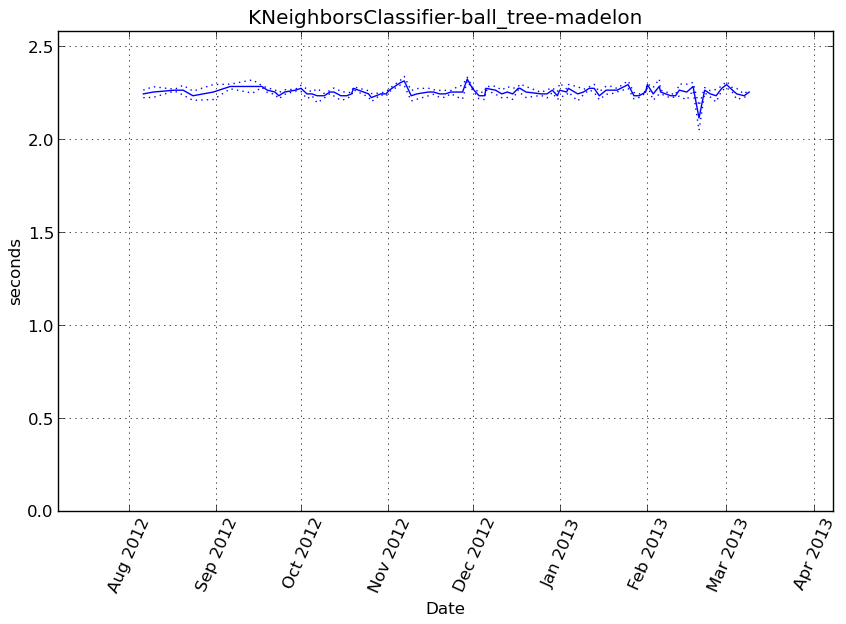 KNeighborsClassifier-ball_tree-madelon
2.5
2.0
1.5
1.0
0.5
0.0
seconds
Aug 2012
Sep 2012
Oct 2012
Nov 2012
Dec 2012
Jan 2013
Feb 2013
Mar 2013
Apr 2013
Date